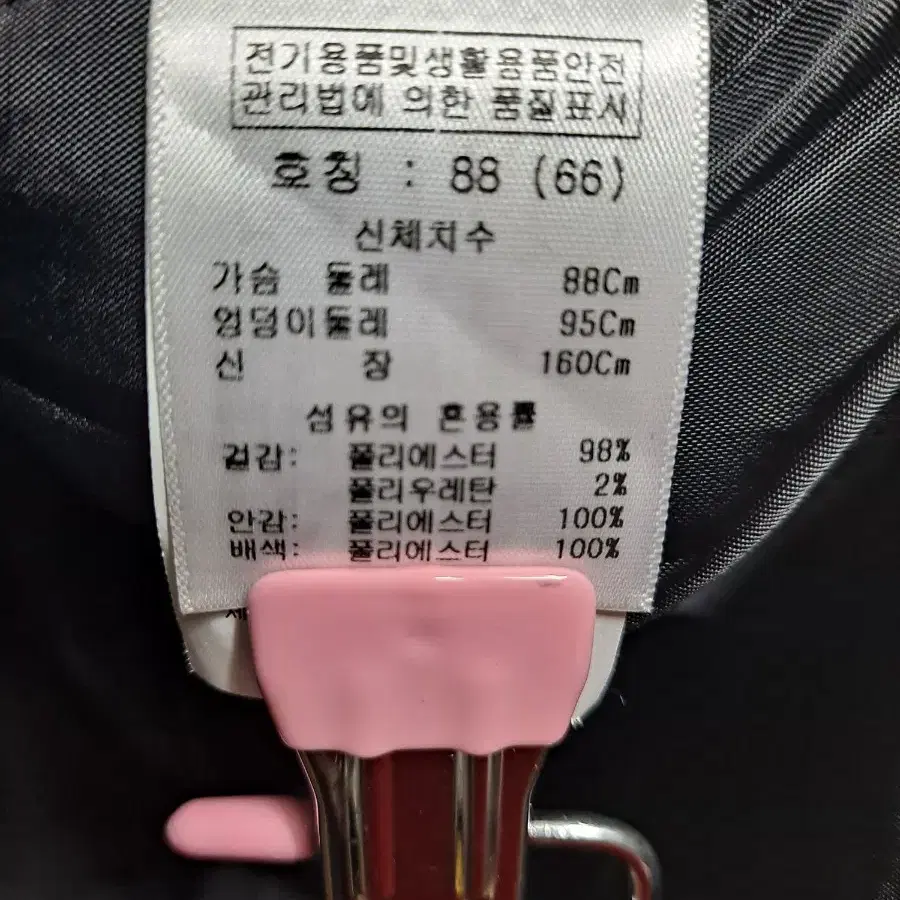 전기용품및생활용품안전
관리법에 의한 품질표시
호칭 : 88 (66)
신체치수
가슴 둘레 88Cm
엉덩이둘레 95Cm
신 장 160Cm
섬유의 혼용률
겉감: 폴리에스터 98%
폴리우레탄 2%
안감: 폴리에스터 100%
배색: 폴리에스터 100%